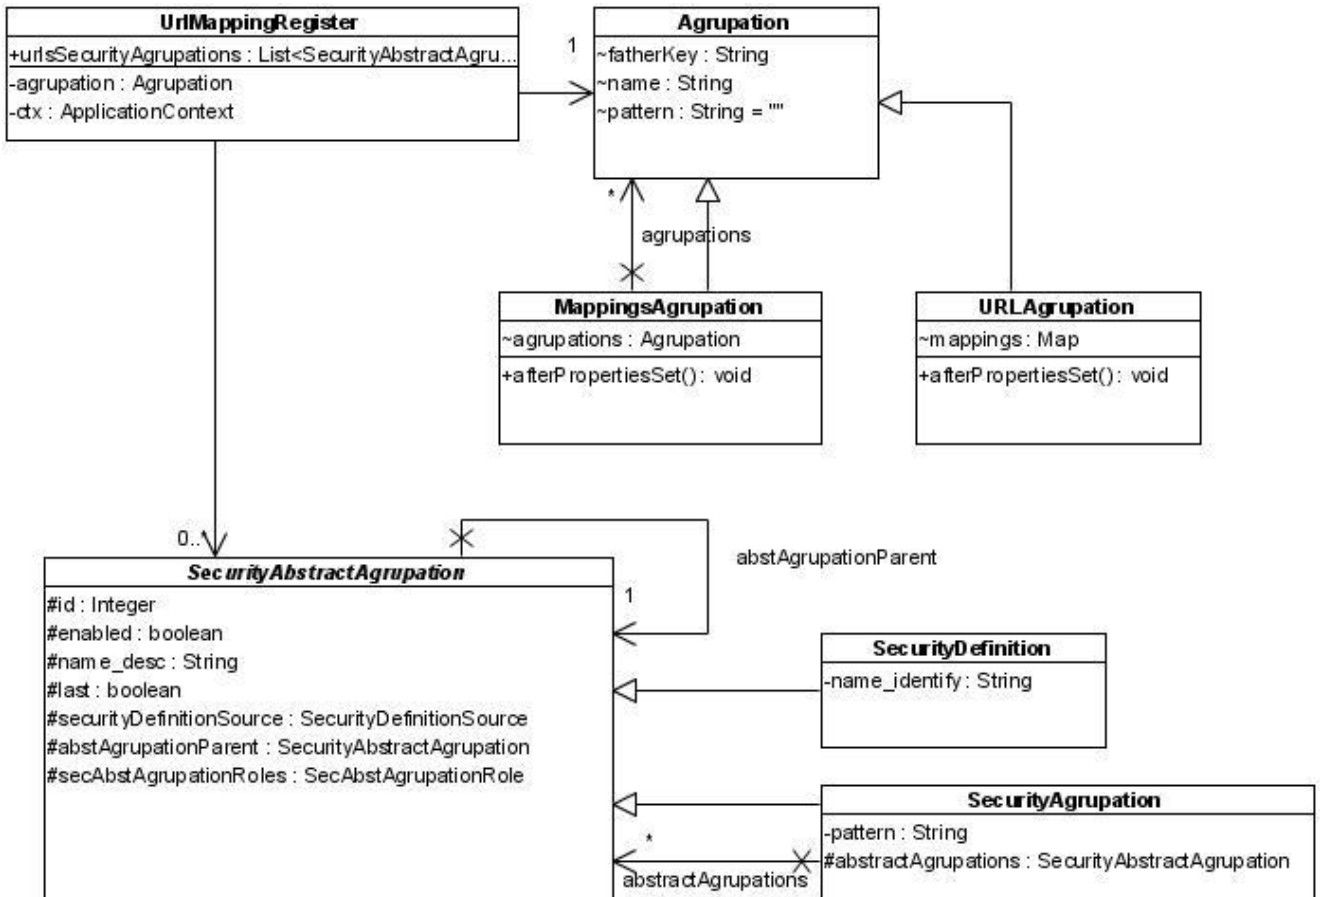 UrlMappingRegister
+urlsSecurityAgrupations : List<SecurityAbstractAgru...
-agrupation : Agrupation
-ctx : ApplicationContext
1
Agrupation
~fatherKey : String
~name : String
~pattern : String = ""
*
agrupations
MappingsAgrupation
~agrupations : Agrupation
+afterPropertiesSet() : void
URLAgrupation
~mappings : Map
+afterPropertiesSet() : void
0..*
abstAgrupationParent
1
SecurityAbstractAgrupation
#id : Integer
#enabled : boolean
#name_desc : String
#last : boolean
#securityDefinitionSource : SecurityDefinitionSource
#abstAgrupationParent : SecurityAbstractAgrupation
#secAbstAgrupationRoles : SecAbstAgrupationRole
SecurityDefinition
-name_identify : String
SecurityAgrupation
-pattern : String
#abstractAgrupations : SecurityAbstractAgrupation
*
abstractAgrupations